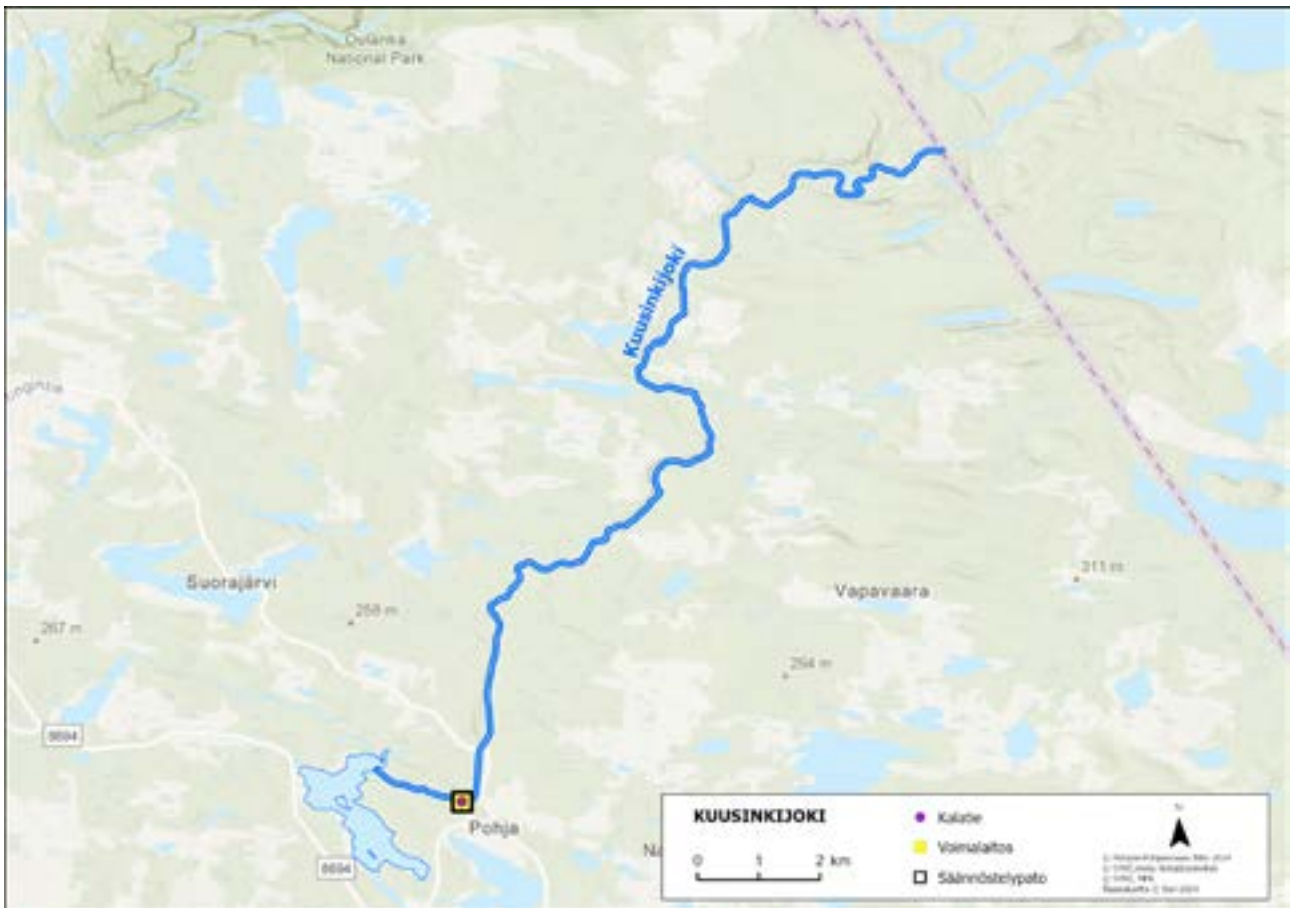 Oulanka
National Park
Kuusinkijoki
Suorajärvi
311 m
Vapavaara
258 m
267 m
294 m
8694
Pohja
8694
KUUSINKIJOKI
0 1 2 km
Kalatie
Voimalaitos
Säännöstelypato
N